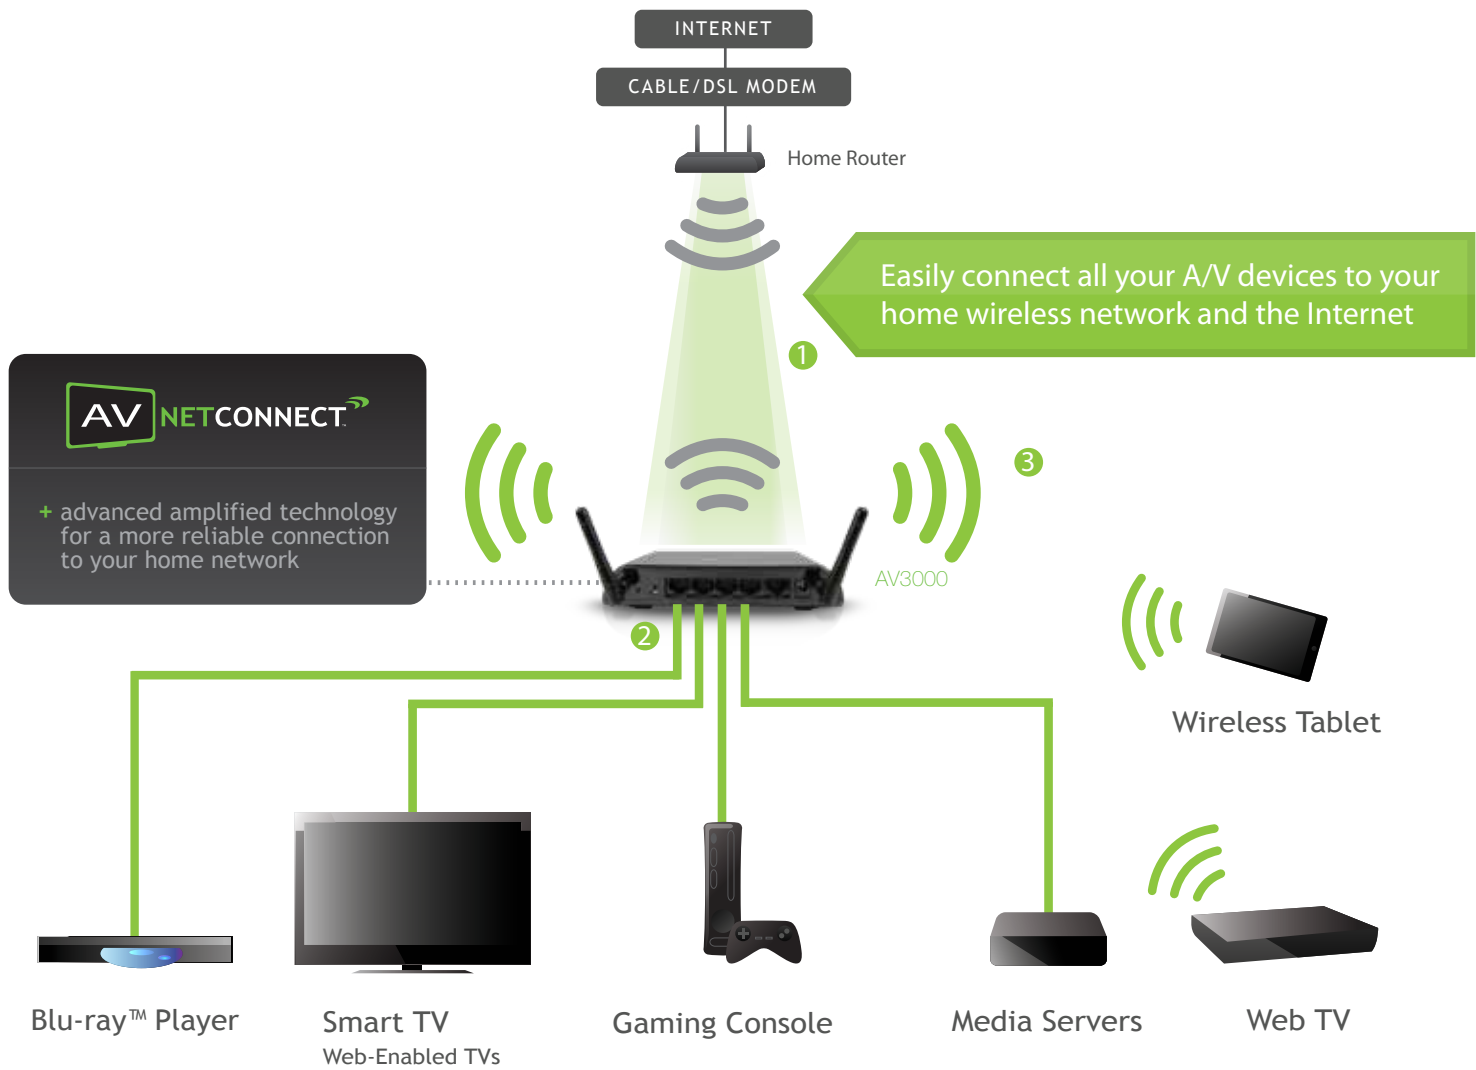 INTERNET
CABLE/DSL MODEM
Home Router
Easily connect all your A/V devices to your
home wireless network and the Internet
1
AV NETCONNECT™
+ advanced amplified technology
for a more reliable connection
to your home network
3
AV3000
2
Wireless Tablet
Blu-ray™ Player
Smart TV
Web-Enabled TVs
Gaming Console
Media Servers
Web TV